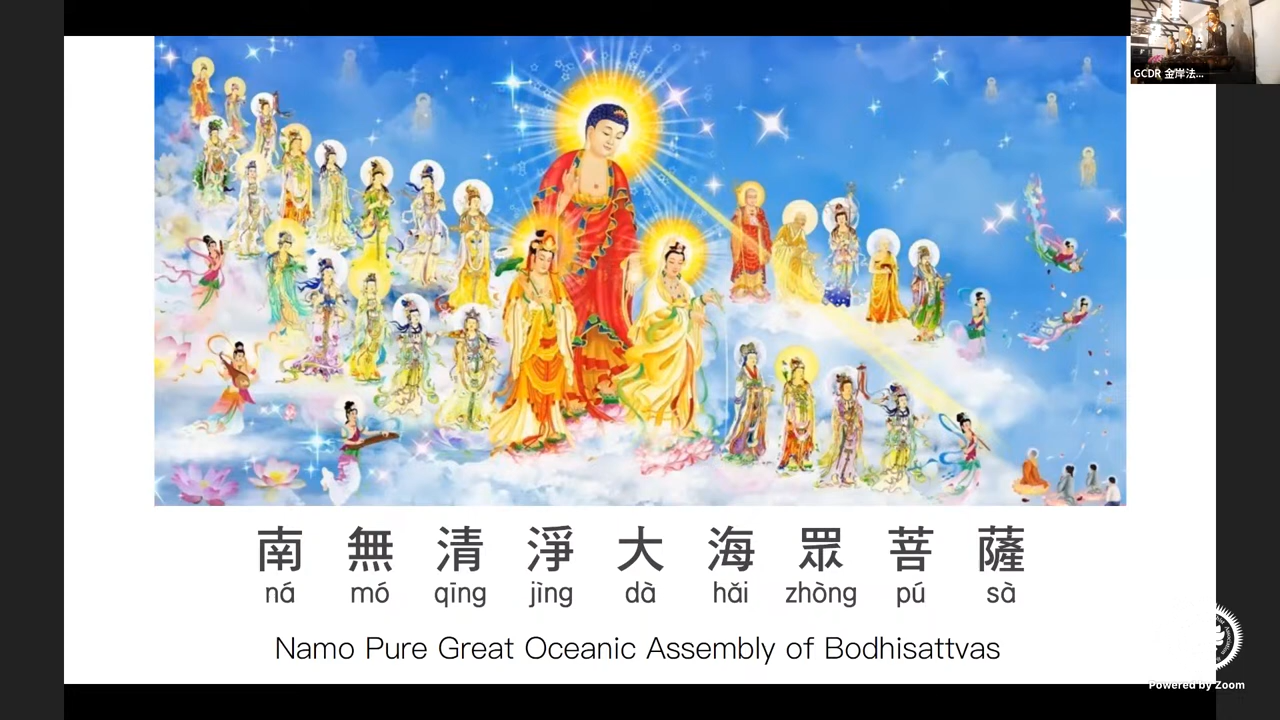 GCDR 金岸法...
南 無 清 淨 大 海 眾 菩 薩
ná mó qīng jìng dà hǎi zhòng pú sà
Namo Pure Great Oceanic Assembly of Bodhisattvas
Powered by Zoom